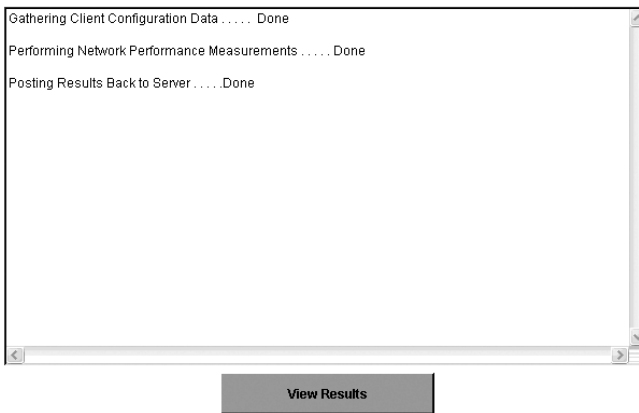 Gathering Client Configuration Data . . . . .  Done
Performing Network Performance Measurements . . . . . Done
Posting Results Back to Server . . . . .Done
View Results